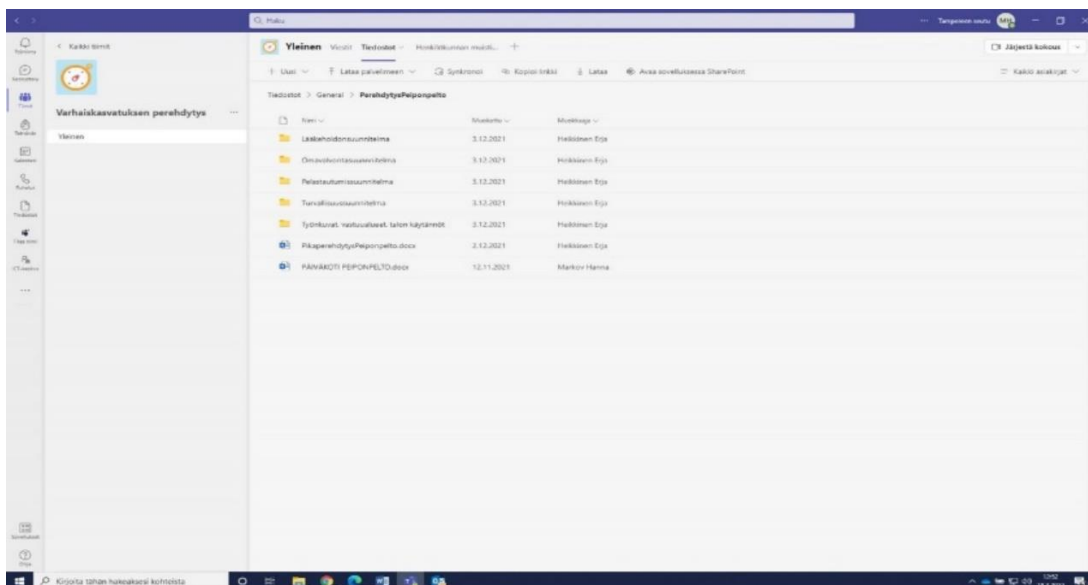 Haku
Kaikki tiimit
Varhaiskasvatuksen perehdytys
Yleinen
Yleinen Viestit Tiedostot
Järjestä kokous
Uusi Lataa palvelimeen Synkronoi Kopioi linkki Lataa Avaa sovelluksessa SharePoint
Kaikki asiakirjat
Tiedostot > General > PerehdytysPeiponpelto
Nimi Muokattu Muokkaaja
Lääkehoidonsuunnitelma 3.12.2021 Heikkinen Erja
Omavalvontasuunnitelma 3.12.2021 Heikkinen Erja
Pelastautumissuunnitelma 3.12.2021 Heikkinen Erja
Turvallisuussuunnitelma 3.12.2021 Heikkinen Erja
Työnkuvat, vastuualueet, talon käytännöt 3.12.2021 Heikkinen Erja
PikaperehdytysPeiponpelto.docx 2.12.2021 Heikkinen Erja
PÄIVÄKOTI PEIPONPELTO.docx 12.11.2021 Markov Hanna
Kirjoita tähän hakeaksesi kohteista